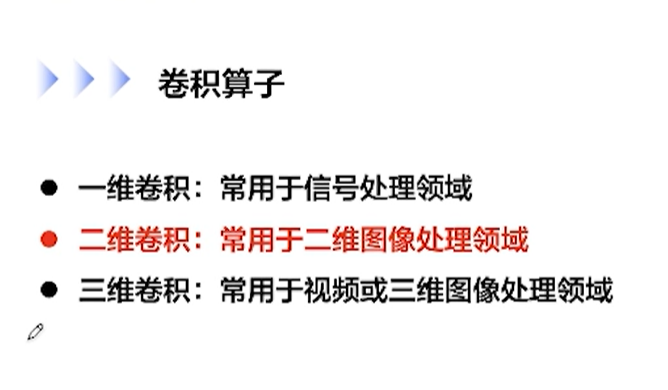 卷积算子
一维卷积：常用于信号处理领域
二维卷积：常用于二维图像处理领域
三维卷积：常用于视频或三维图像处理领域